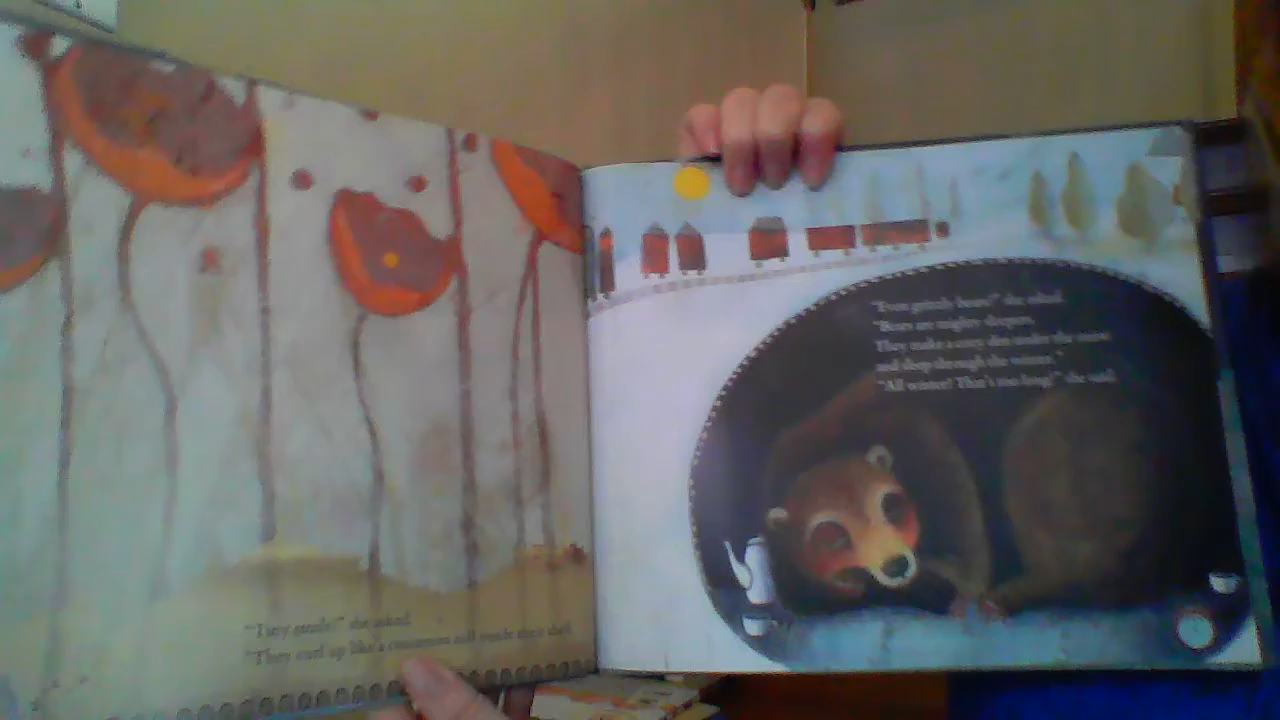 "Tiny snails?" she asked.
"They curl up like a cinnamon roll inside their shell.
"Even grizzly bears?" she asked.
"Bears are mighty sleepers.
They make a cozy den under the snow
and sleep through the winter."
"All winter! That's too long!" she said.